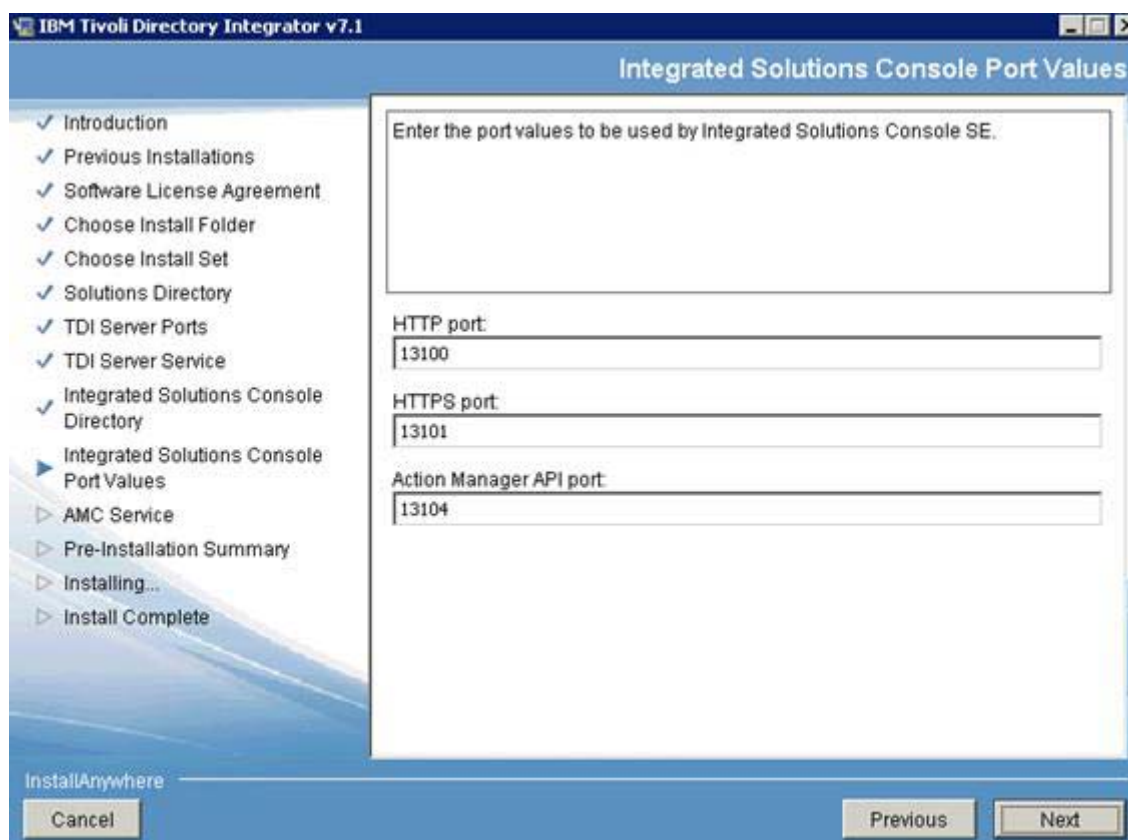 IBM Tivoli Directory Integrator v7.1
Integrated Solutions Console Port Values
Introduction
Previous Installations
Software License Agreement
Choose Install Folder
Choose Install Set
Solutions Directory
TDI Server Ports
TDI Server Service
Integrated Solutions Console
Directory
Integrated Solutions Console
Port Values
AMC Service
Pre-Installation Summary
Installing...
Install Complete
Enter the port values to be used by Integrated Solutions Console SE.
HTTP port:
13100
HTTPS port:
13101
Action Manager API port:
13104
InstallAnywhere
Cancel
Previous
Next